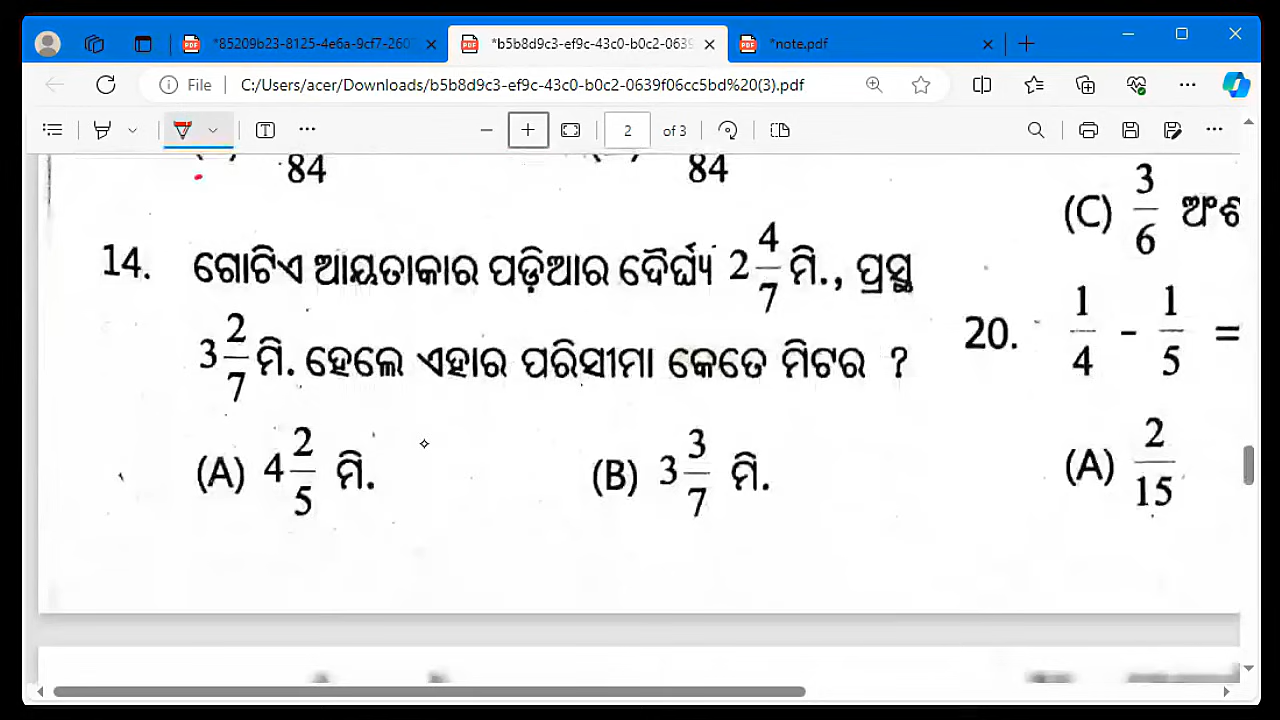 *85209b23-8125-4e6a-9cf7-260
*b5b8d9c3-ef9c-43c0-b0c2-0639
*note.pdf
File C:/Users/acer/Downloads/b5b8d9c3-ef9c-43c0-b0c2-0639f06cc5bd%20(3).pdf
2 of 3
84 84
14. ଗୋଟିଏ ଆୟତାକାର ପଡ଼ିଆର ଦୈର୍ଘ୍ୟ 2 4/7 ମି., ପ୍ରସ୍ଥ
3 2/7 ମି. ହେଲେ ଏହାର ପରିସୀମା କେତେ ମିଟର ?
(A) 4 2/5 ମି. (B) 3 3/7 ମି.
(C) 3/6 ଅଂଶ
20. 1/4 - 1/5 =
(A) 2/15